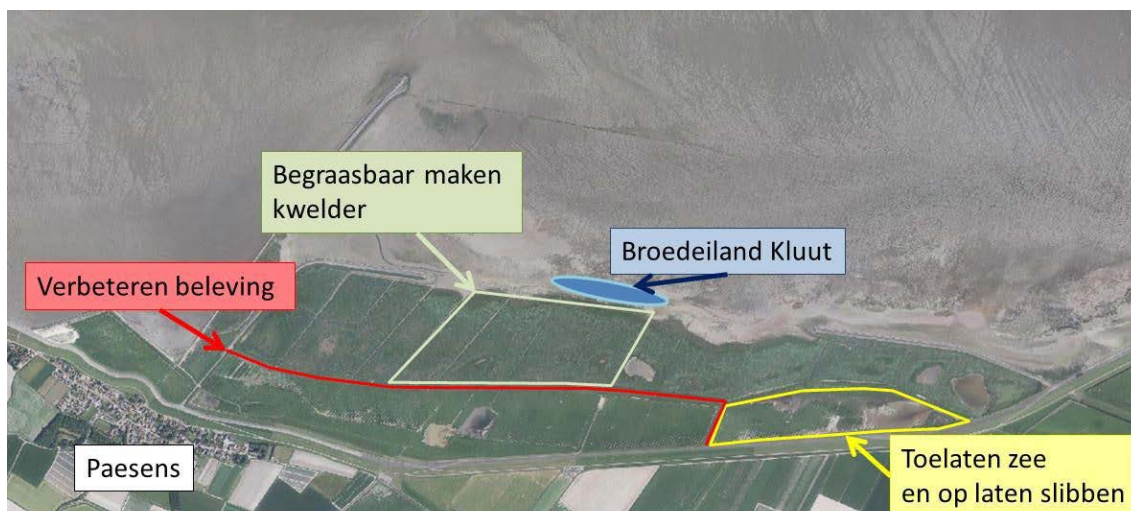 Begraasbaar maken
kwelder
Broedeiland Kluut
Verbeteren beleving
Paesens
Toelaten zee
en op laten slibben